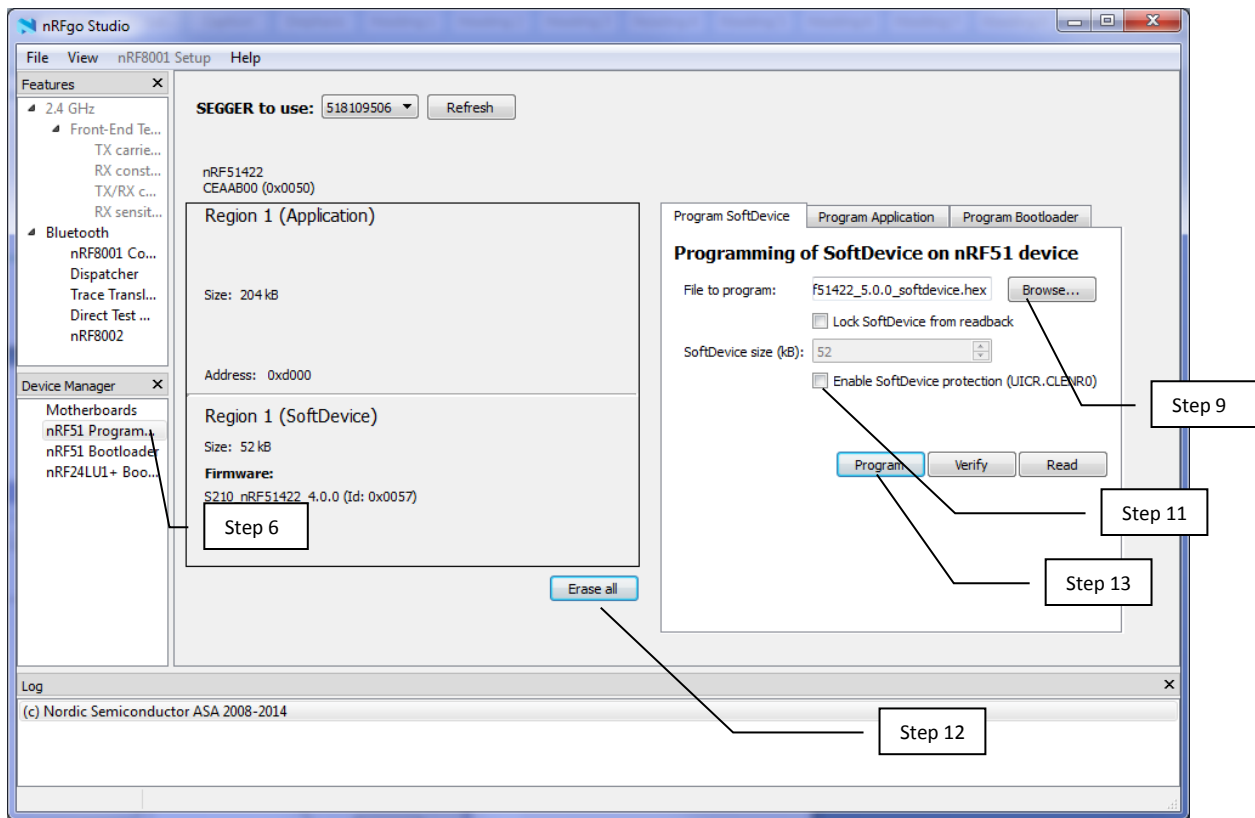 nRFgo Studio
File View nRF8001 Setup Help
Features
2.4 GHz
Front-End Te...
TX carrie...
RX const...
TX/RX c...
RX sensit...
Bluetooth
nRF8001 Co...
Dispatcher
Trace Transl...
Direct Test ...
nRF8002
Device Manager
Motherboards
nRF51 Program...
nRF51 Bootloader
nRF24LU1+ Boo...
SEGGER to use: 518109506 Refresh
nRF51422
CEAAB00 (0x0050)
Region 1 (Application)
Size: 204 kB
Address: 0xd000
Region 1 (SoftDevice)
Size: 52 kB
Firmware:
S210_nRF51422_4.0.0 (Id: 0x0057)
Step 6
Erase all
Program SoftDevice Program Application Program Bootloader
Programming of SoftDevice on nRF51 device
File to program: f51422_5.0.0_softdevice.hex Browse...
Lock SoftDevice from readback
SoftDevice size (kB): 52
Enable SoftDevice protection (UICR.CLENR0)
Step 9
Program Verify Read
Step 11
Step 13
Log
(c) Nordic Semiconductor ASA 2008-2014
Step 12